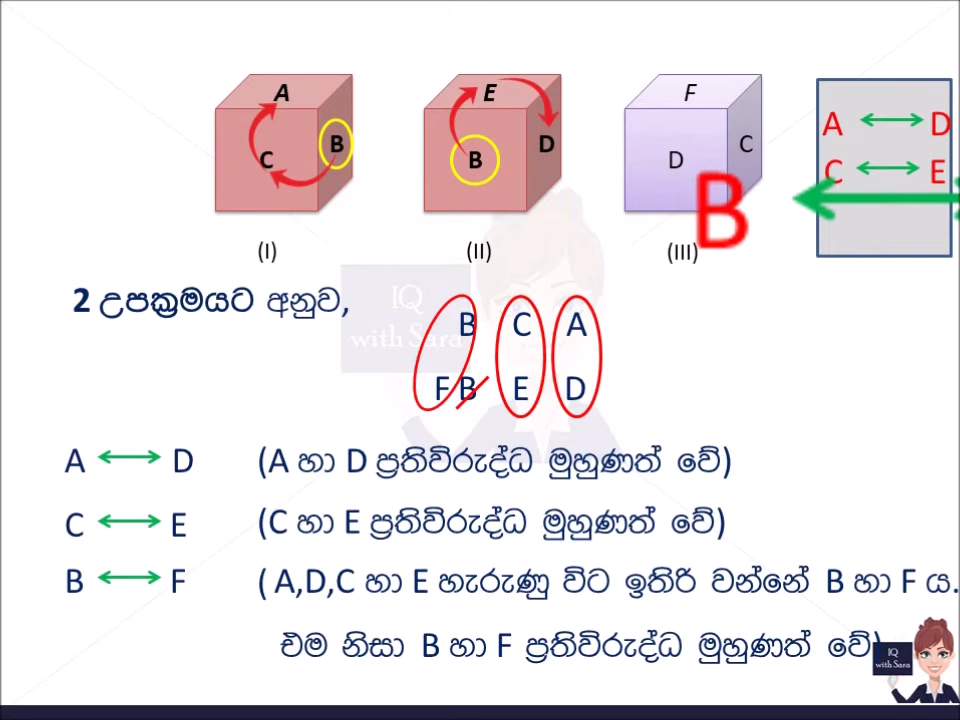 A
E
F
B
C
D
B
C
D
B
A D
C E
(I)
(II)
(III)
2 උපක්‍රමයට අනුව,
B C A
F B E D
IQ
with Sara
A D (A හා D ප්‍රතිවිරුද්ධ මුහුණත් වේ)
C E (C හා E ප්‍රතිවිරුද්ධ මුහුණත් වේ)
B F ( A,D,C හා E හැරුණු විට ඉතිරි වන්නේ B හා F ය.
එම නිසා B හා F ප්‍රතිවිරුද්ධ මුහුණත් වේ)
IQ
with Sara